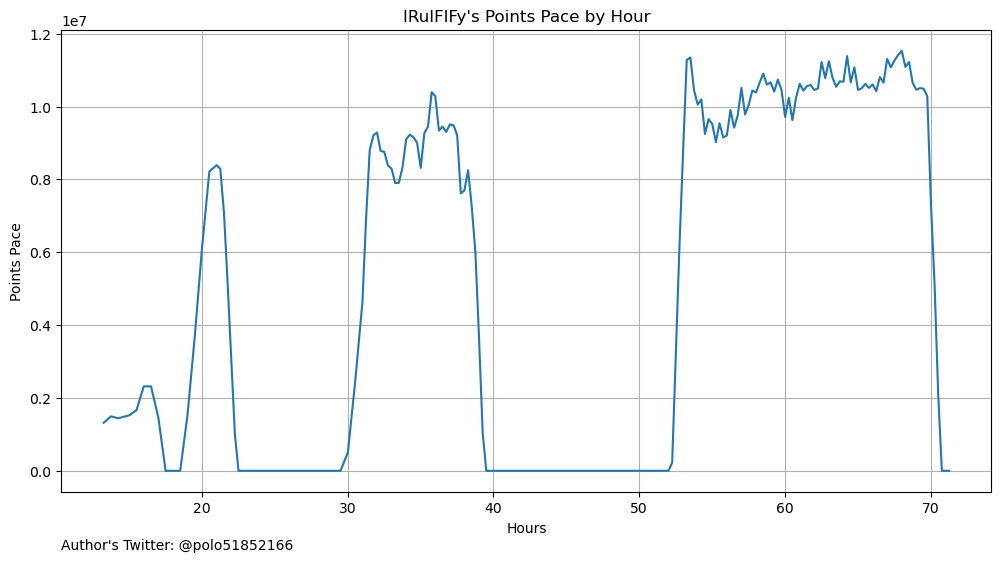 IRuIFIFy's Points Pace by Hour
1e7
1.2
1.0
0.8
0.6
0.4
0.2
0.0
Points Pace
20 30 40 50 60 70
Hours
Author's Twitter: @polo51852166